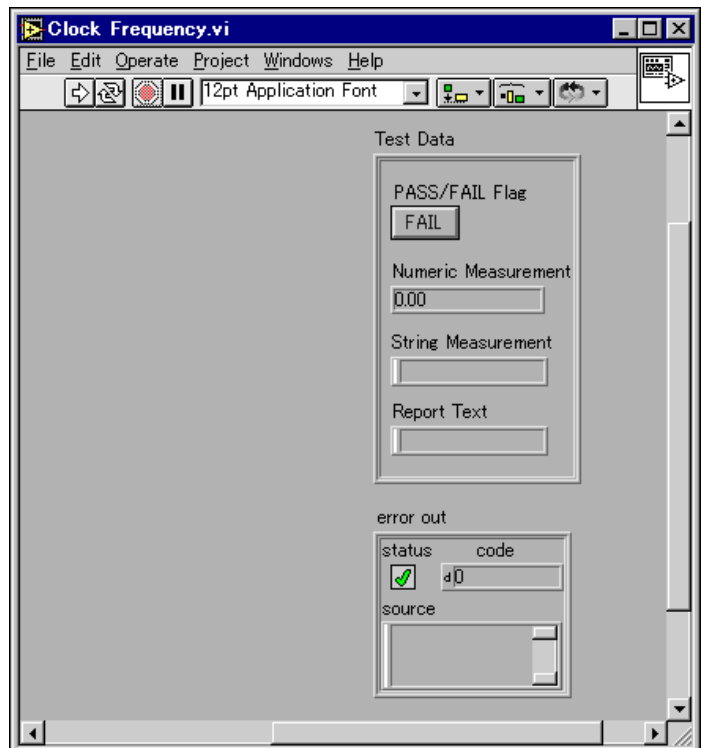 Clock Frequency.vi
File Edit Operate Project Windows Help
12pt Application Font
Test Data
PASS/FAIL Flag
FAIL
Numeric Measurement
0.00
String Measurement
Report Text
error out
status code
d0
source